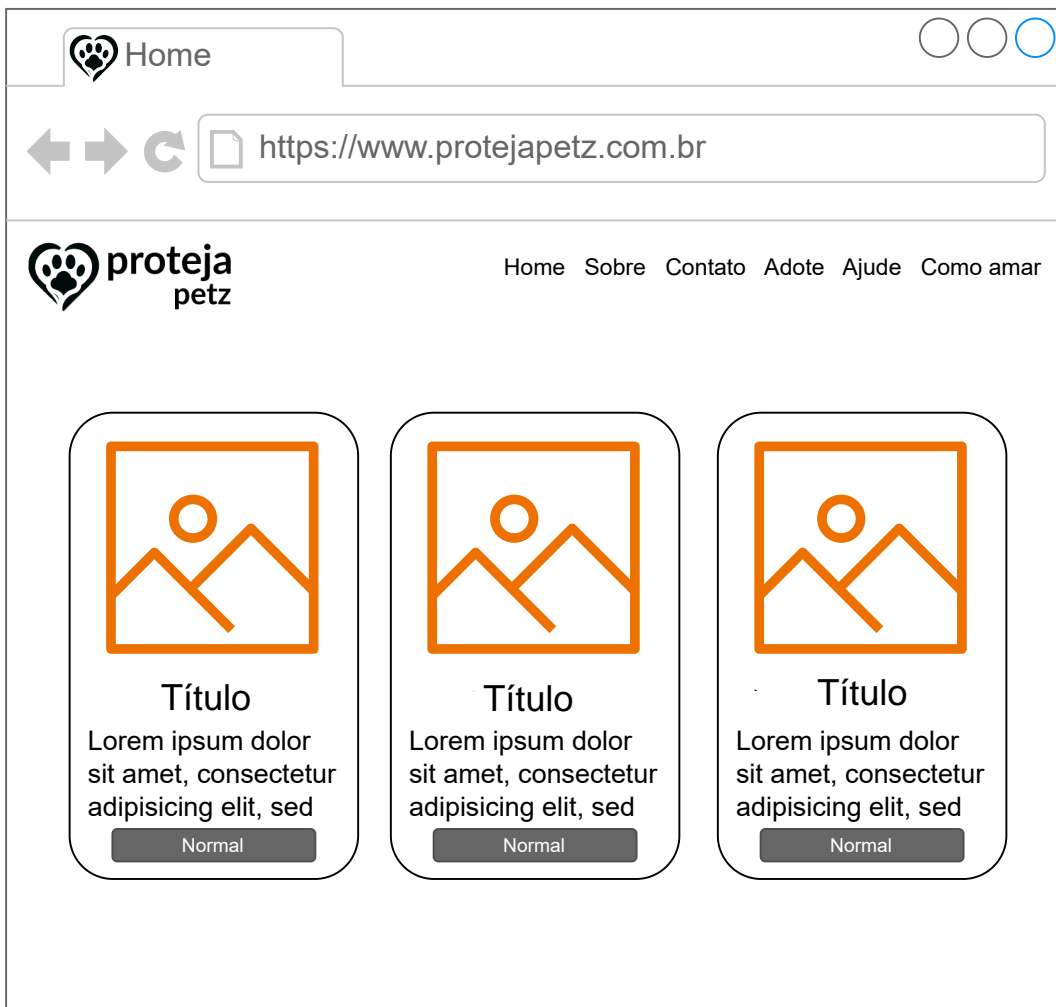 Home
https://www.protejapetz.com.br
proteja
petz
Home Sobre Contato Adote Ajude Como amar
Título
Lorem ipsum dolor
sit amet, consectetur
adipisicing elit, sed
Normal
Título
Lorem ipsum dolor
sit amet, consectetur
adipisicing elit, sed
Normal
Título
Lorem ipsum dolor
sit amet, consectetur
adipisicing elit, sed
Normal